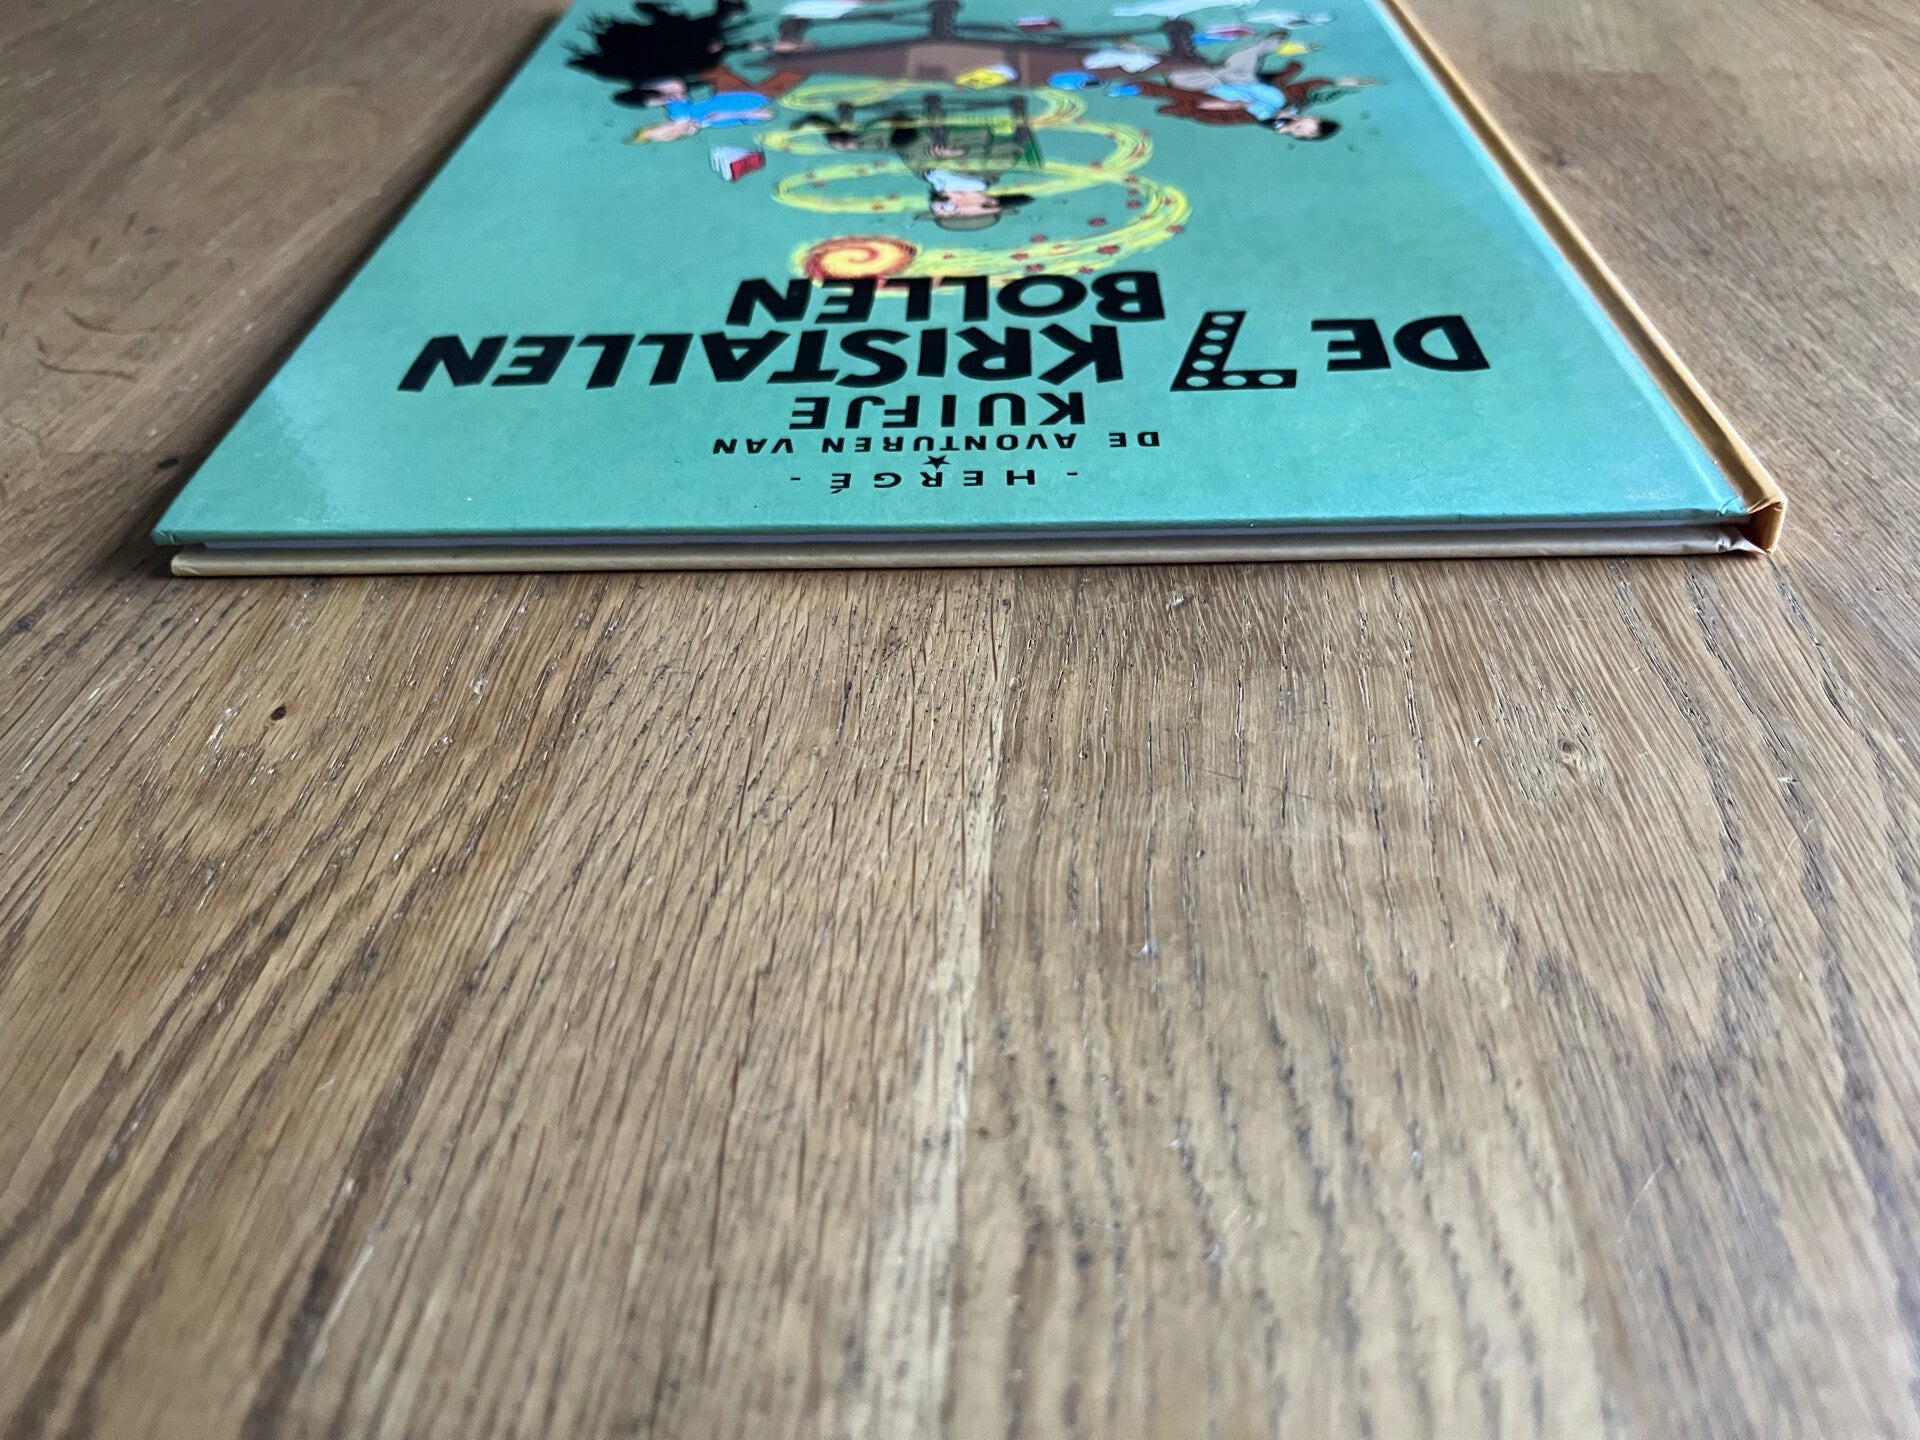 - HERGÉ -
DE AVONTUREN VAN
KUIFJE
DE 7 KRISTALLEN
BOLLEN